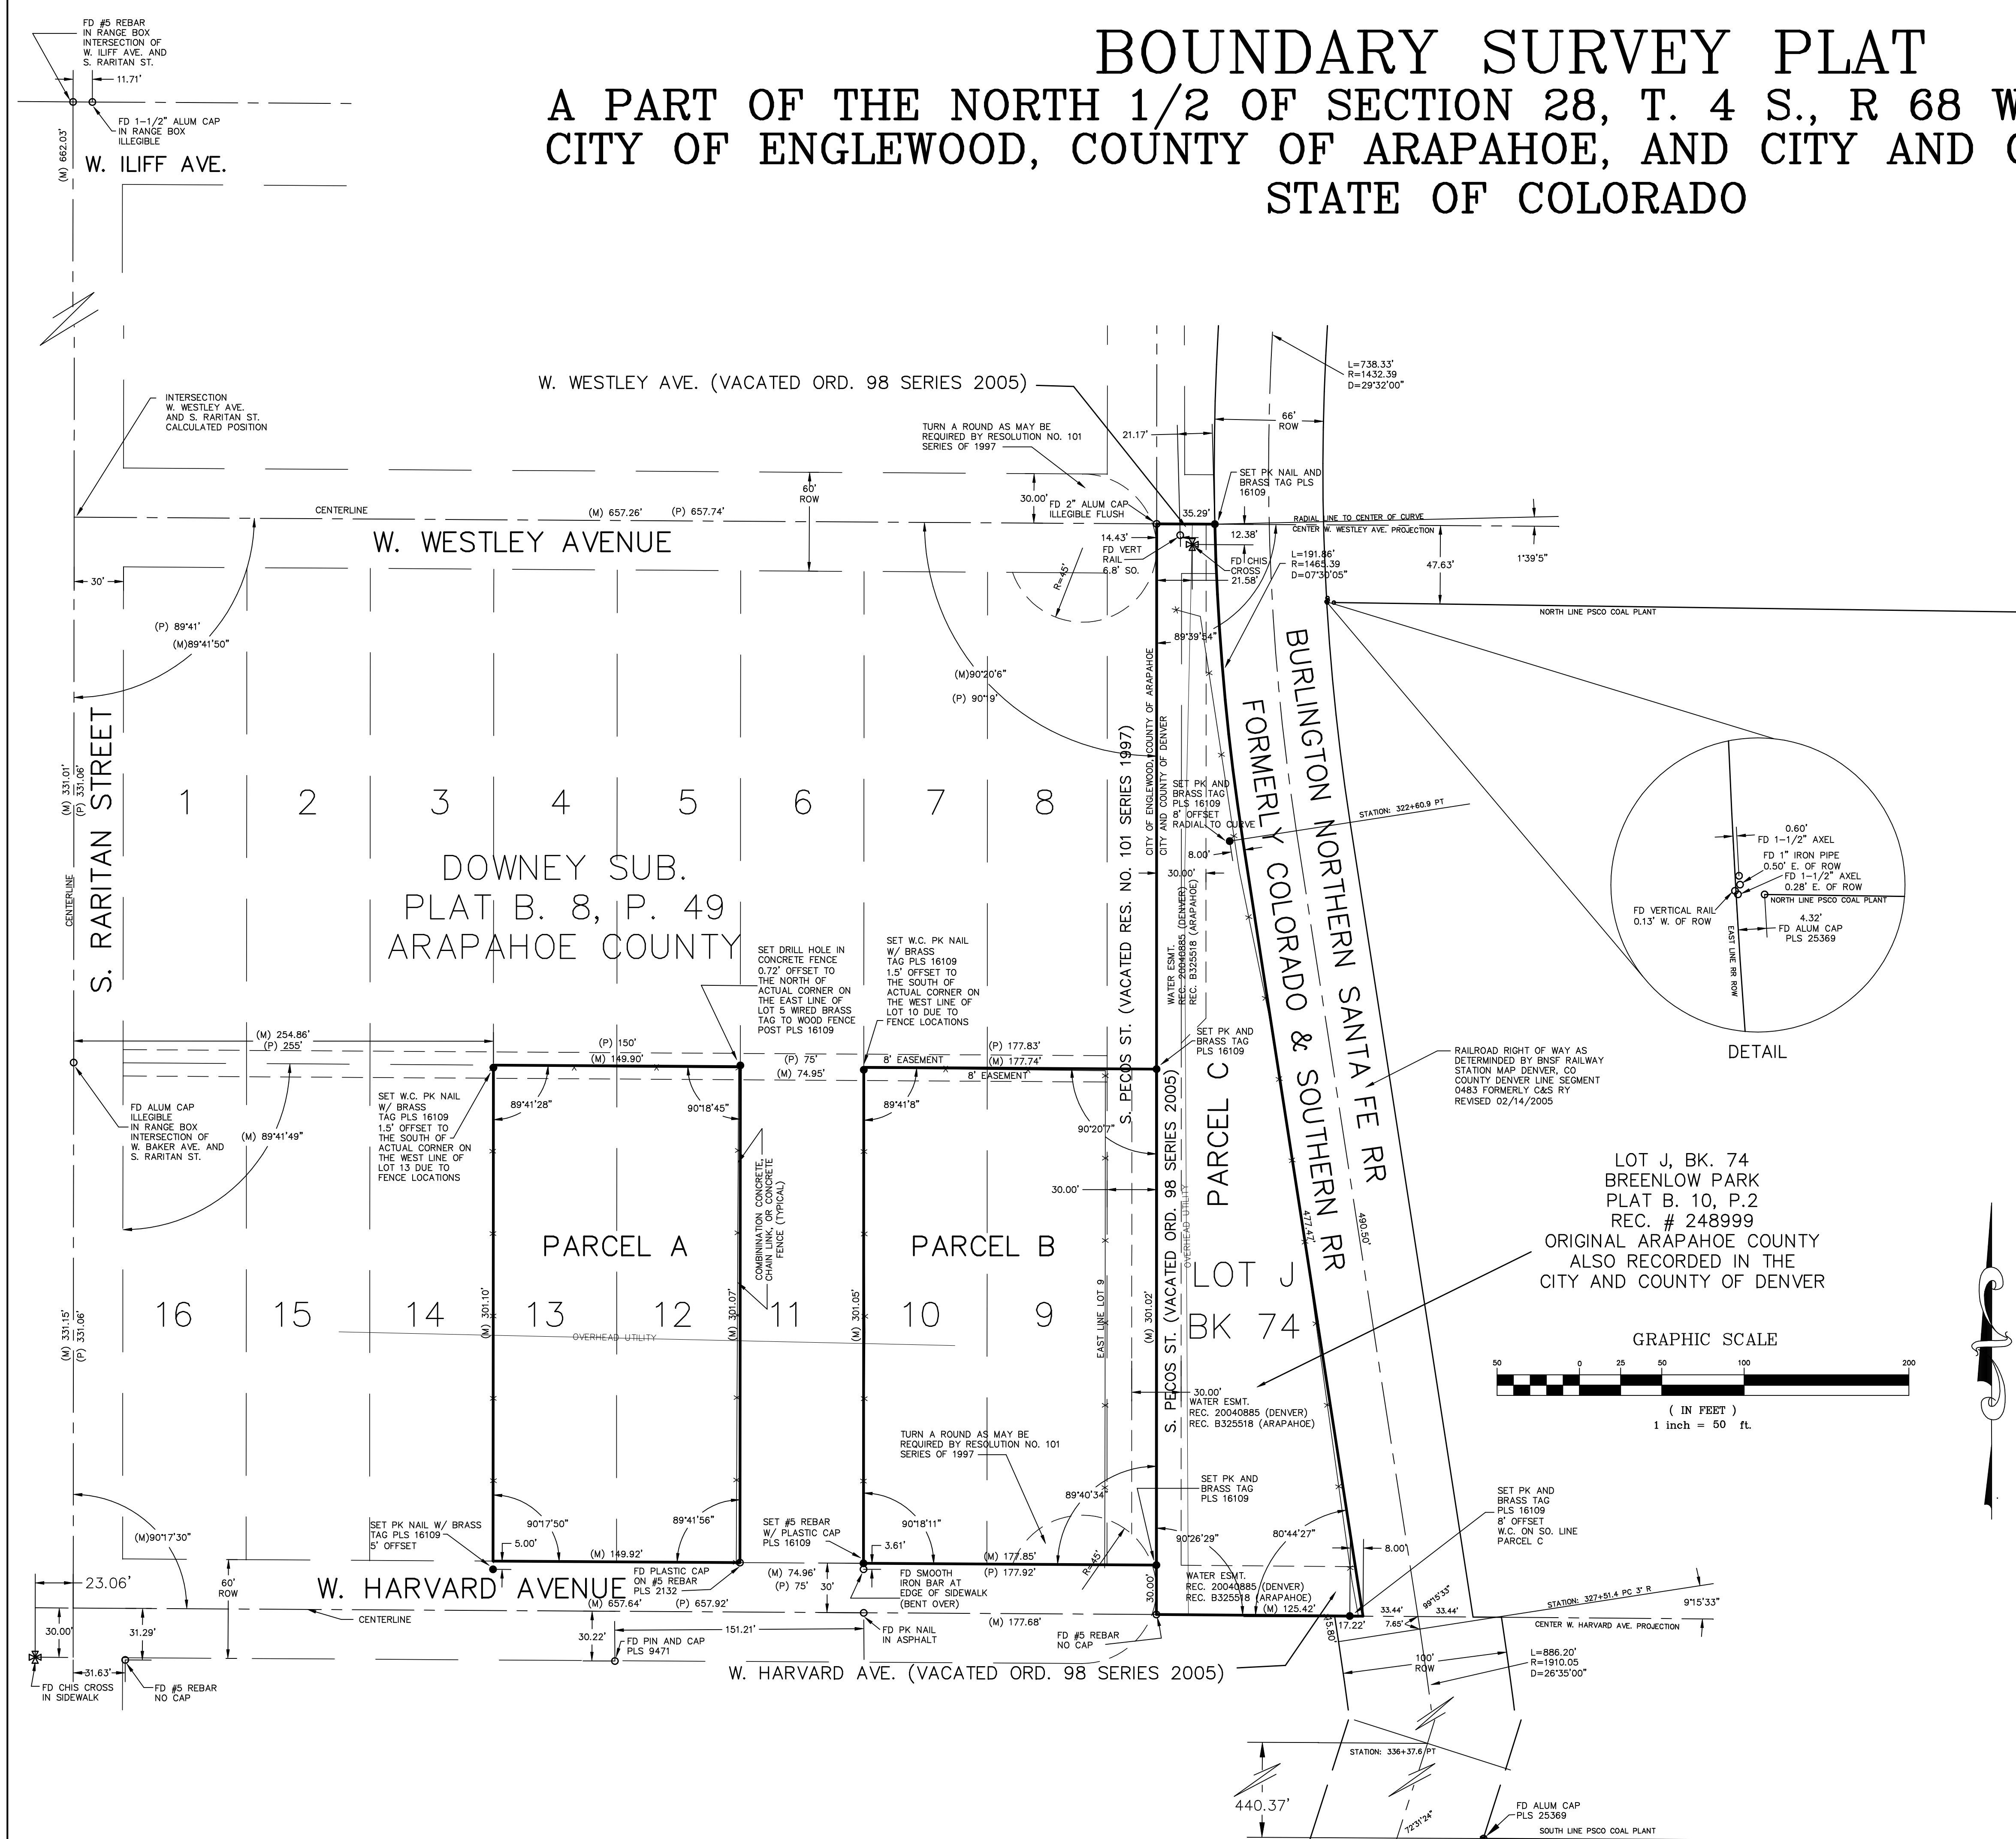 BOUNDARY SURVEY PLAT
A PART OF THE NORTH 1/2 OF SECTION 28, T. 4 S., R 68
CITY OF ENGLEWOOD, COUNTY OF ARAPAHOE, AND CITY AND
STATE OF COLORADO
FD #5 REBAR
IN RANGE BOX
INTERSECTION OF
W. ILIFF AVE. AND
S. RARITAN ST.
11.71'
FD 1-1/2" ALUM CAP
IN RANGE BOX
ILLEGIBLE
(M) 662.03'
W. ILIFF AVE.
INTERSECTION
W. WESTLEY AVE.
AND S. RARITAN ST.
CALCULATED POSITION
W. WESTLEY AVE. (VACATED ORD. 98 SERIES 2005)
L=738.33'
R=1432.39
D=29°32'00"
66'
ROW
21.17'
TURN A ROUND AS MAY BE
REQUIRED BY RESOLUTION NO. 101
SERIES OF 1997
SET PK NAIL AND
BRASS TAG PLS
16109
60'
ROW
30.00'
FD 2" ALUM CAP
ILLEGIBLE FLUSH
35.29'
CENTERLINE
(M) 657.26'
(P) 657.74'
RADIAL LINE TO CENTER OF CURVE
CENTER W. WESTLEY AVE. PROJECTION
W. WESTLEY AVENUE
14.43'
FD VERT
RAIL
6.8' SO.
12.38'
FD CHIS
CROSS
21.58'
L=191.86'
R=1465.39
D=07°30'05"
47.63'
1°39'5"
30'
R=45'
NORTH LINE PSCO COAL PLANT
(P) 89°41'
(M)89°41'50"
89°39'54"
(M)90°20'6"
(P) 90°19'
CITY OF ENGLEWOOD, COUNTY OF ARAPAHOE
CITY AND COUNTY OF DENVER
S. PECOS ST. (VACATED RES. NO. 101 SERIES 1997)
BURLINGTON NORTHERN SANTA FE RR
FORMERLY COLORADO & SOUTHERN RR
S. RARITAN STREET
(M) 331.01'
(P) 331.06'
CENTERLINE
1
2
3
4
5
6
7
8
SET PK AND
BRASS TAG
PLS 16109
8' OFFSET
RADIAL TO CURVE
STATION: 322+60.9 PT
8.00'
30.00'
WATER ESMT.
REC. 20040885 (DENVER)
REC. B325518 (ARAPAHOE)
DOWNEY SUB.
PLAT B. 8, P. 49
ARAPAHOE COUNTY
0.60'
FD 1-1/2" AXEL
FD 1" IRON PIPE
0.50' E. OF ROW
FD 1-1/2" AXEL
0.28' E. OF ROW
NORTH LINE PSCO COAL PLANT
FD VERTICAL RAIL
0.13' W. OF ROW
4.32'
FD ALUM CAP
PLS 25369
EAST LINE RR ROW
DETAIL
SET DRILL HOLE IN
CONCRETE FENCE
0.72' OFFSET TO
THE NORTH OF
ACTUAL CORNER ON
THE EAST LINE OF
LOT 5 WIRED BRASS
TAG TO WOOD FENCE
POST PLS 16109
SET W.C. PK NAIL
W/ BRASS
TAG PLS 16109
1.5' OFFSET TO
THE SOUTH OF
ACTUAL CORNER ON
THE WEST LINE OF
LOT 10 DUE TO
FENCE LOCATIONS
(M) 254.86'
(P) 255'
(P) 150'
(M) 149.90'
(P) 75'
(M) 74.95'
8' EASEMENT
8' EASEMENT
(P) 177.83'
(M) 177.74'
SET PK AND
BRASS TAG
PLS 16109
RAILROAD RIGHT OF WAY AS
DETERMINDED BY BNSF RAILWAY
STATION MAP DENVER, CO
COUNTY DENVER LINE SEGMENT
0483 FORMERLY C&S RY
REVISED 02/14/2005
FD ALUM CAP
ILLEGIBLE
IN RANGE BOX
INTERSECTION OF
W. BAKER AVE. AND
S. RARITAN ST.
(M) 89°41'49"
SET W.C. PK NAIL
W/ BRASS
TAG PLS 16109
1.5' OFFSET TO
THE SOUTH OF
ACTUAL CORNER ON
THE WEST LINE OF
LOT 13 DUE TO
FENCE LOCATIONS
89°41'28"
90°18'45"
89°41'8"
90°20'7"
PARCEL C
COMBININATION CONCRETE,
CHAIN LINK, OR CONCRETE
FENCE (TYPICAL)
30.00'
S. PECOS ST. (VACATED ORD. 98 SERIES 2005)
OVERHEAD UTILITY
477.47'
490.50'
LOT J, BK. 74
BREENLOW PARK
PLAT B. 10, P.2
REC. # 248999
ORIGINAL ARAPAHOE COUNTY
ALSO RECORDED IN THE
CITY AND COUNTY OF DENVER
PARCEL A
PARCEL B
LOT J
BK 74
(M) 331.15'
(P) 331.06'
16
15
14
13
12
11
10
9
(M) 301.10'
(M) 301.07'
(M) 301.05'
(M) 301.02'
EAST LINE LOT 9
OVERHEAD UTILITY
GRAPHIC SCALE
50
0
25
50
100
200
( IN FEET )
1 inch = 50 ft.
30.00'
WATER ESMT.
REC. 20040885 (DENVER)
REC. B325518 (ARAPAHOE)
TURN A ROUND AS MAY BE
REQUIRED BY RESOLUTION NO. 101
SERIES OF 1997
SET PK AND
BRASS TAG
PLS 16109
SET PK AND
BRASS TAG
PLS 16109
8' OFFSET
W.C. ON SO. LINE
PARCEL C
(M)90°17'30"
SET PK NAIL W/ BRASS
TAG PLS 16109
5' OFFSET
90°17'50"
89°41'56"
SET #5 REBAR
W/ PLASTIC CAP
PLS 16109
90°18'11"
89°40'34"
90°26'29"
80°44'27"
8.00'
5.00'
(M) 149.92'
3.61'
(M) 177.85'
(P) 177.92'
R=45'
23.06'
60'
ROW
W. HARVARD AVENUE
FD PLASTIC CAP
ON #5 REBAR
PLS 2132
(M) 74.96'
(P) 75'
30'
FD SMOOTH
IRON BAR AT
EDGE OF SIDEWALK
(BENT OVER)
30.00'
WATER ESMT.
REC. 20040885 (DENVER)
REC. B325518 (ARAPAHOE)
(M) 125.42'
(M) 657.64'
(P) 657.92'
CENTERLINE
(M) 177.68'
33.44'
33.44'
99°15'33"
7.65'
17.22'
STATION: 327+51.4 PC 3° R
9°15'33"
CENTER W. HARVARD AVE. PROJECTION
30.00'
31.29'
30.22'
151.21'
FD PIN AND CAP
PLS 9471
FD PK NAIL
IN ASPHALT
FD #5 REBAR
NO CAP
31.63'
FD CHIS CROSS
IN SIDEWALK
FD #5 REBAR
NO CAP
W. HARVARD AVE. (VACATED ORD. 98 SERIES 2005)
100'
ROW
L=886.20'
R=1910.05
D=26°35'00"
STATION: 336+37.6 PT
440.37'
72°31'24"
FD ALUM CAP
PLS 25369
SOUTH LINE PSCO COAL PLANT